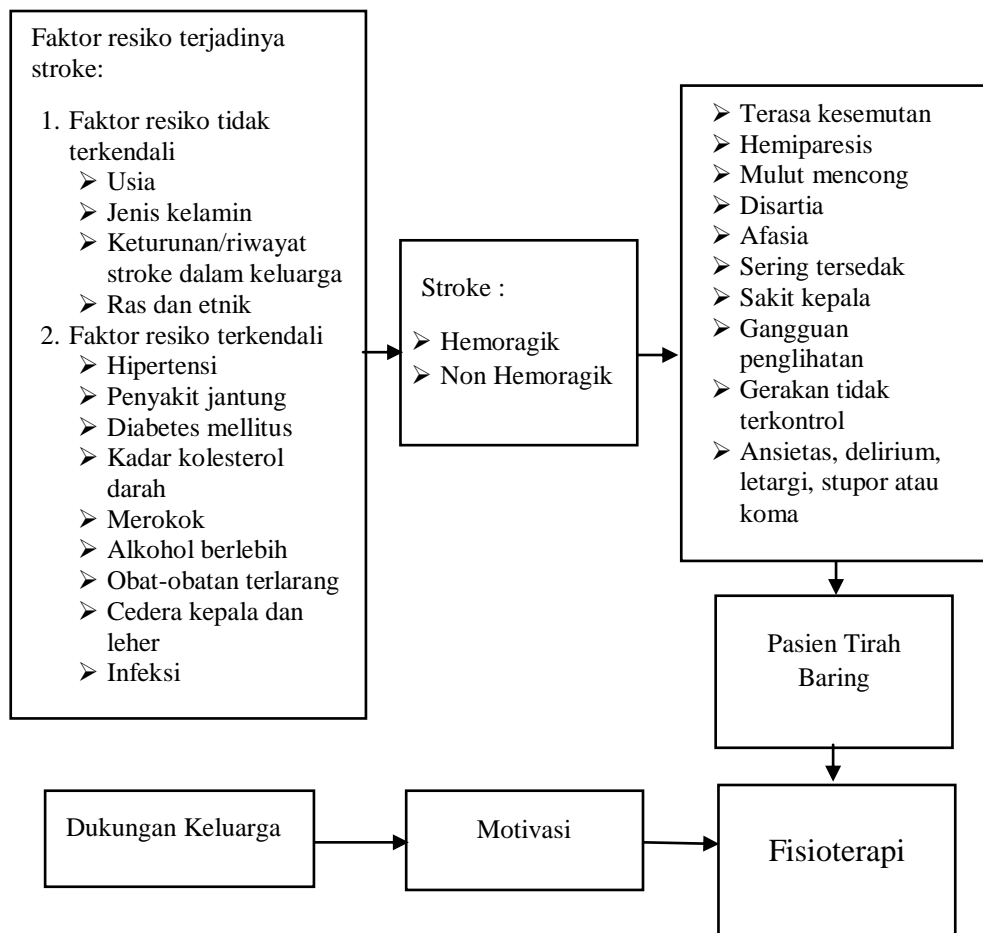 Faktor resiko terjadinya
stroke:
1. Faktor resiko tidak
terkendali
➢ Usia
➢ Jenis kelamin
➢ Keturunan/riwayat
stroke dalam keluarga
➢ Ras dan etnik
2. Faktor resiko terkendali
➢ Hipertensi
➢ Penyakit jantung
➢ Diabetes mellitus
➢ Kadar kolesterol
darah
➢ Merokok
➢ Alkohol berlebih
➢ Obat-obatan terlarang
➢ Cedera kepala dan
leher
➢ Infeksi
Stroke :
➢ Hemoragik
➢ Non Hemoragik
➢ Terasa kesemutan
➢ Hemiparesis
➢ Mulut mencong
➢ Disartia
➢ Afasia
➢ Sering tersedak
➢ Sakit kepala
➢ Gangguan
penglihatan
➢ Gerakan tidak
terkontrol
➢ Ansietas, delirium,
letargi, stupor atau
koma
Pasien Tirah
Baring
Dukungan Keluarga
Motivasi
Fisioterapi